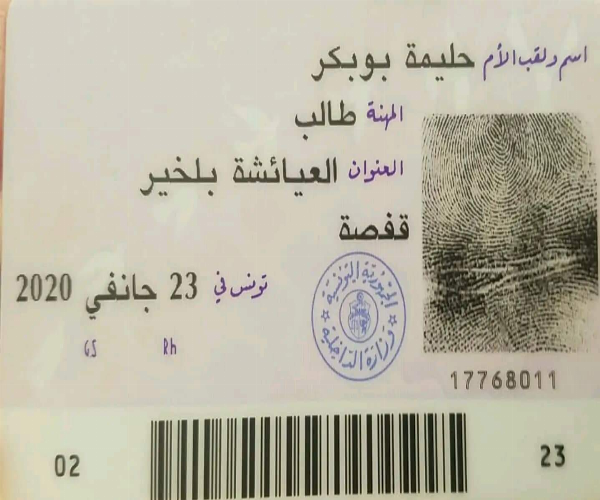 اسم ولقب الأم حليمة بوبكر
المهنة طالب
العنوان العيائشة بلخير
قفصة
تونس في 23 جانفي 2020
GS Rh
الجمهورية التونسية
وزارة الداخلية
17768011
02 23